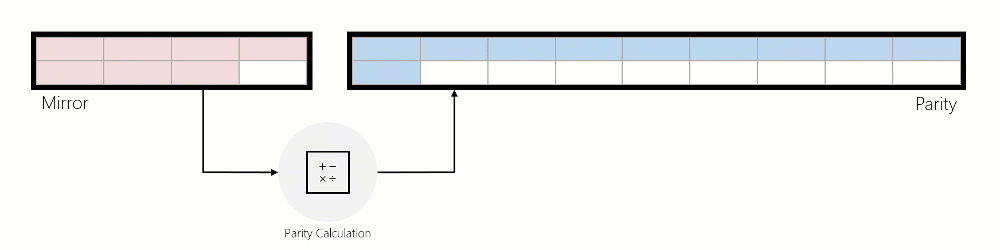 Mirror
Parity
+ −
× ÷
Parity Calculation